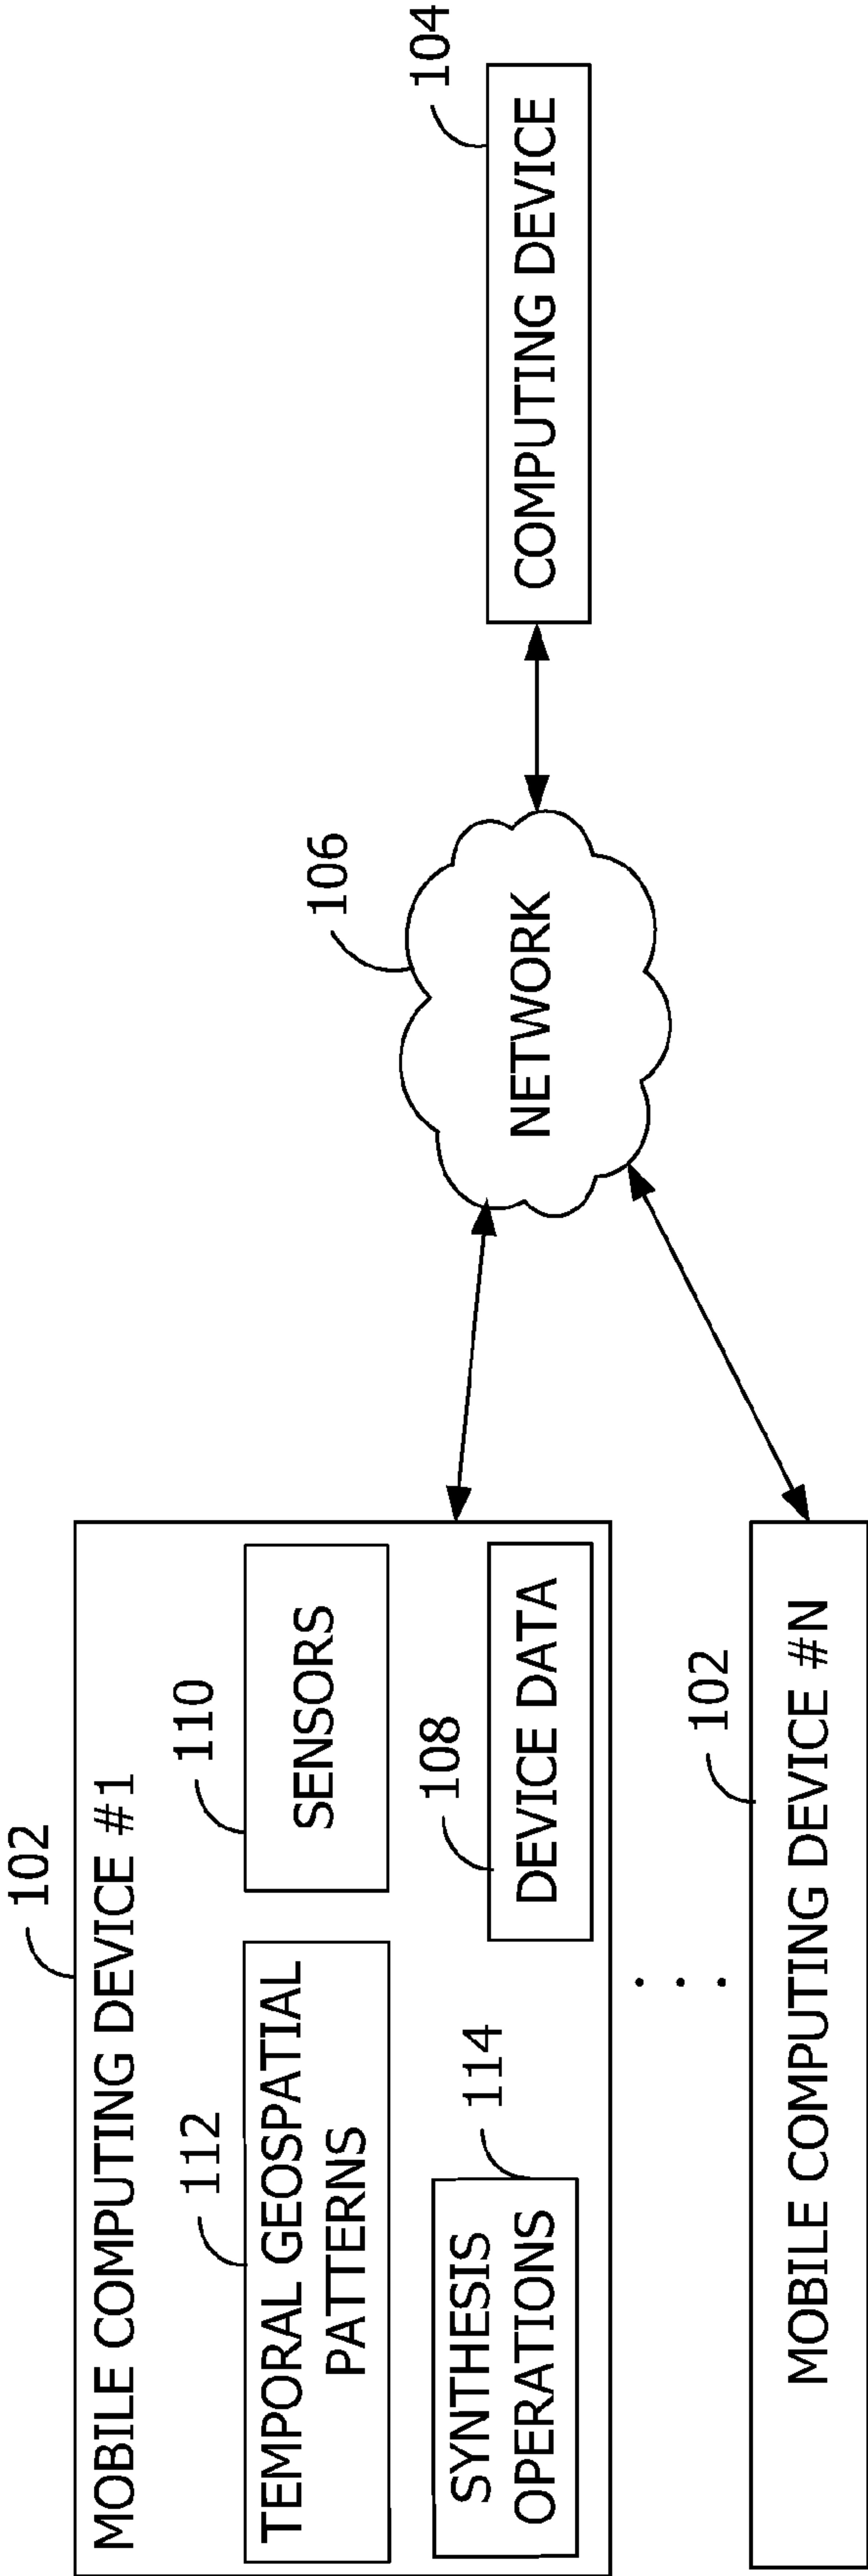 102
MOBILE COMPUTING DEVICE #1
112
TEMPORAL GEOSPATIAL
PATTERNS
110
SENSORS
114
SYNTHESIS
OPERATIONS
108
DEVICE DATA
102
MOBILE COMPUTING DEVICE #N
106
NETWORK
104
COMPUTING DEVICE